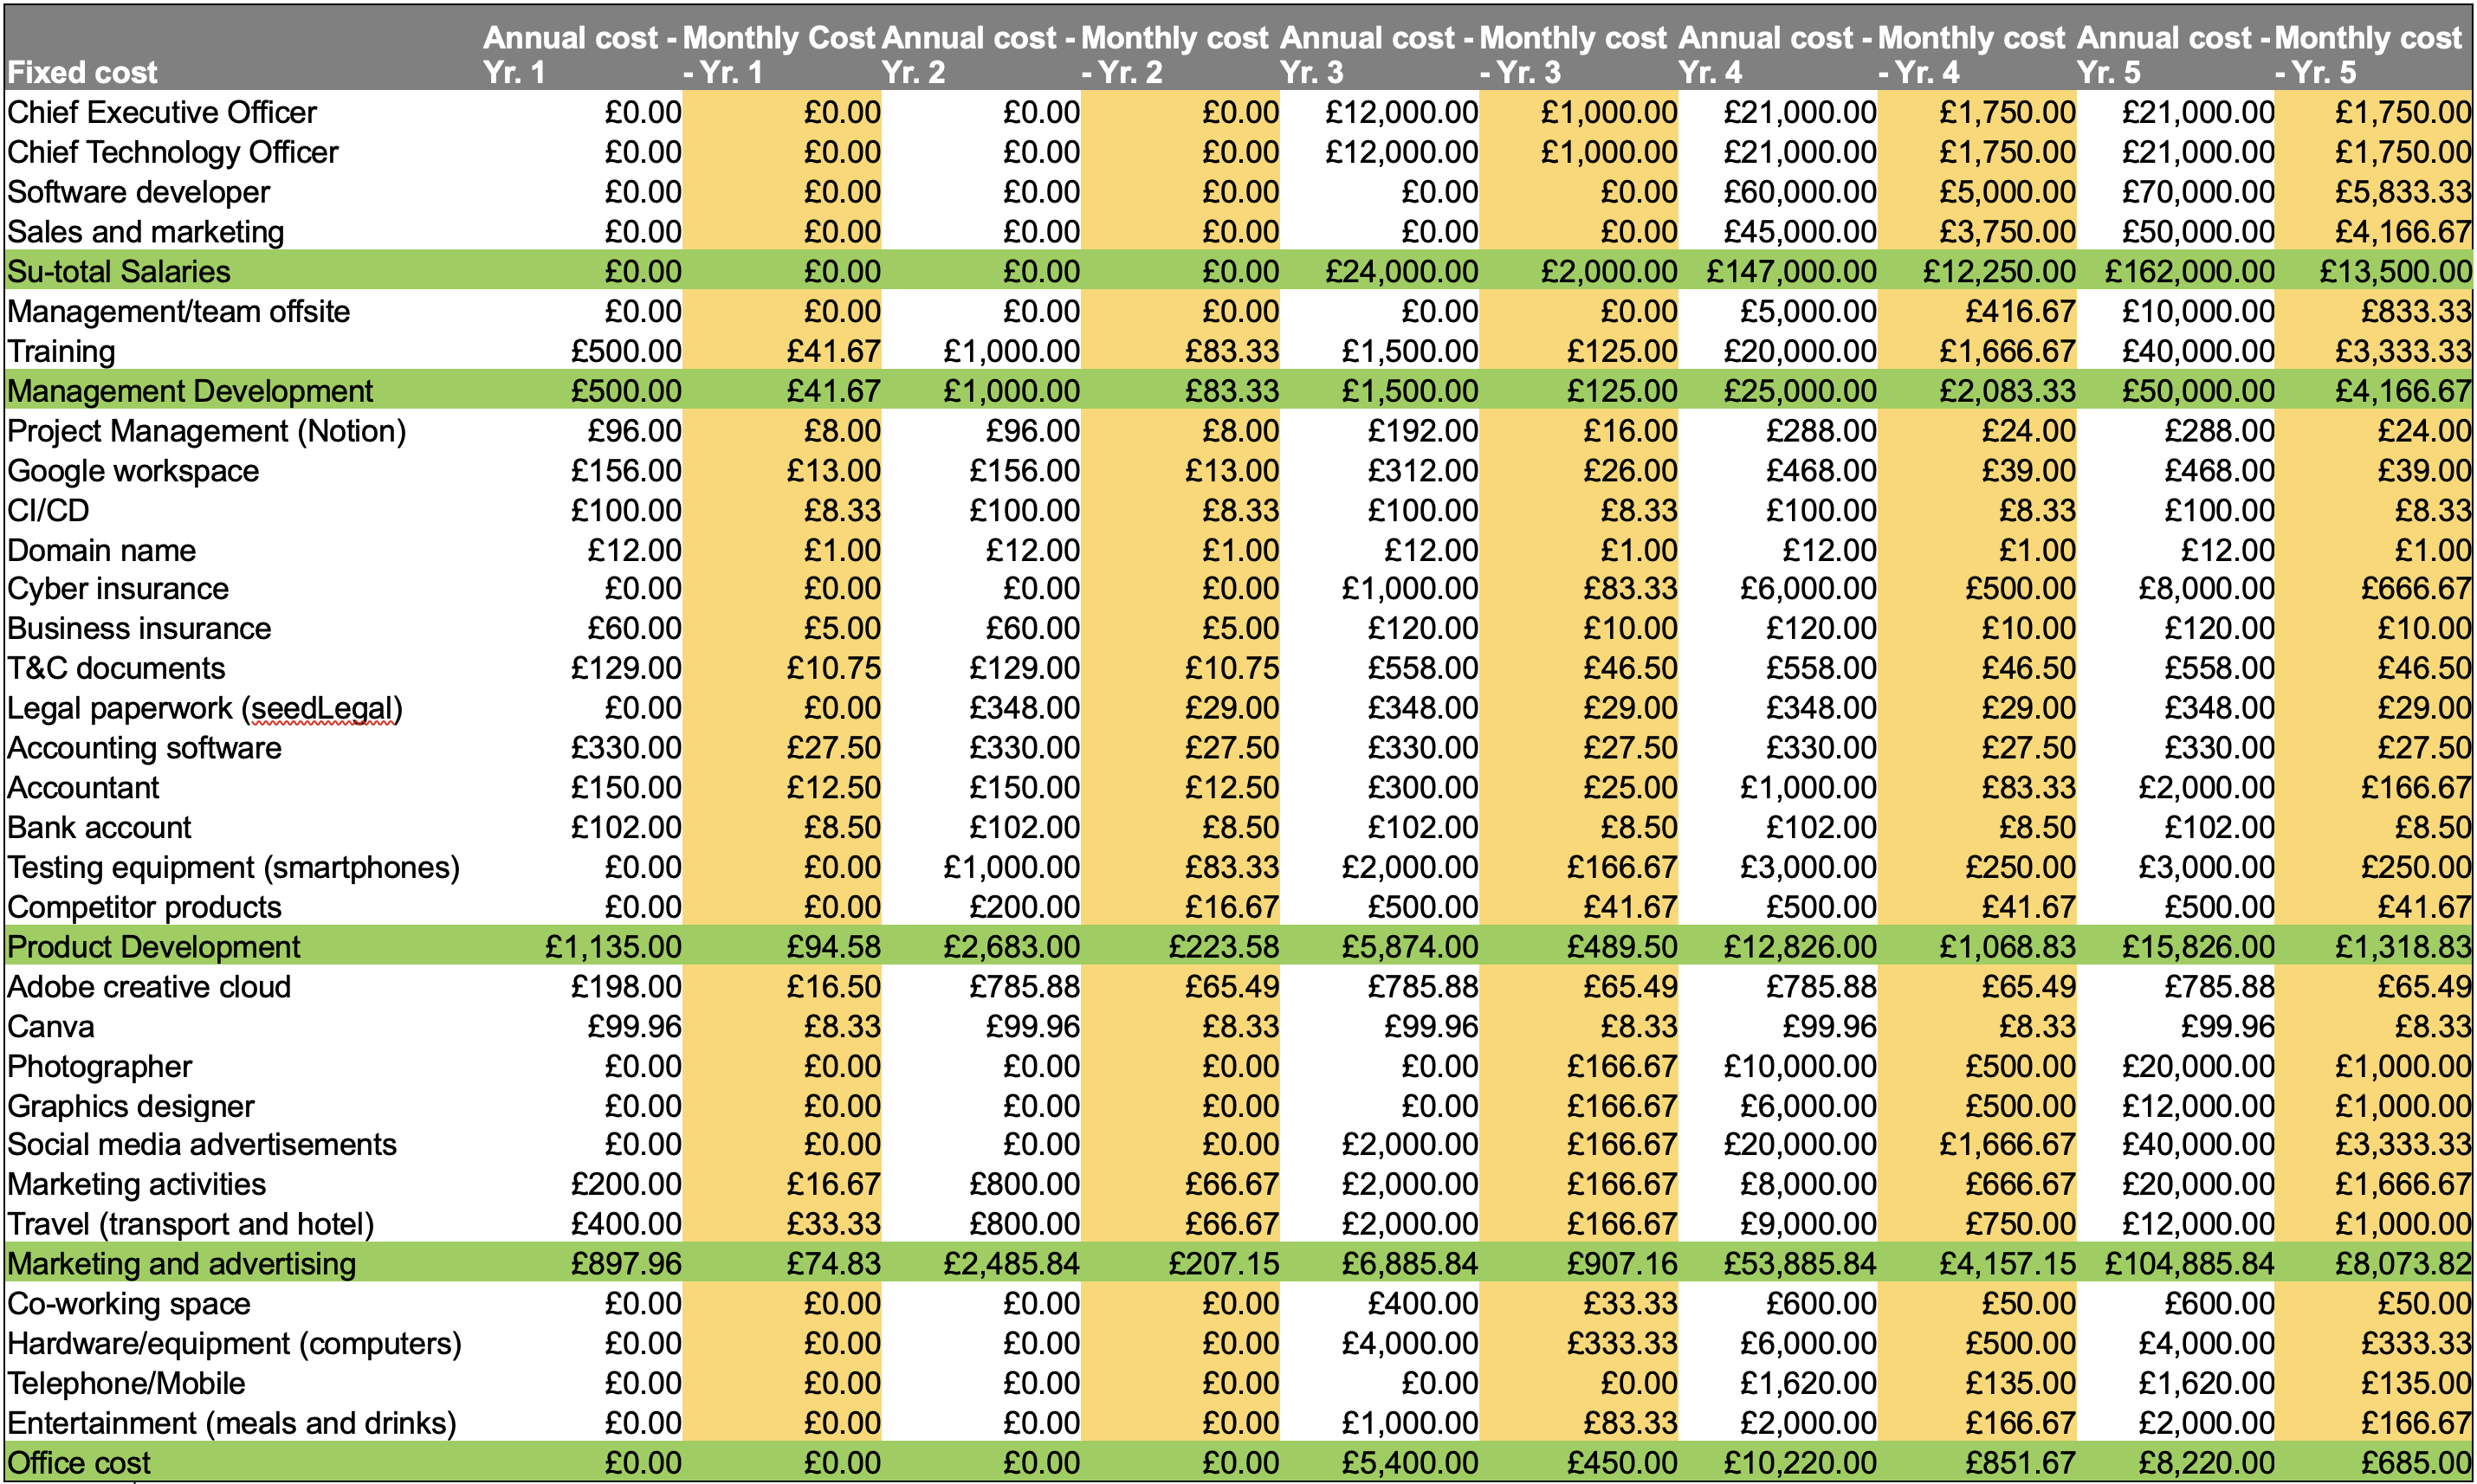 Fixed cost Annual cost - Yr. 1 Monthly Cost - Yr. 1 Annual cost - Yr. 2 Monthly cost - Yr. 2 Annual cost - Yr. 3 Monthly cost - Yr. 3 Annual cost - Yr. 4 Monthly cost - Yr. 4 Annual cost - Yr. 5 Monthly cost - Yr. 5
Chief Executive Officer £0.00 £0.00 £0.00 £0.00 £12,000.00 £1,000.00 £21,000.00 £1,750.00 £21,000.00 £1,750.00
Chief Technology Officer £0.00 £0.00 £0.00 £0.00 £12,000.00 £1,000.00 £21,000.00 £1,750.00 £21,000.00 £1,750.00
Software developer £0.00 £0.00 £0.00 £0.00 £0.00 £0.00 £60,000.00 £5,000.00 £70,000.00 £5,833.33
Sales and marketing £0.00 £0.00 £0.00 £0.00 £0.00 £0.00 £45,000.00 £3,750.00 £50,000.00 £4,166.67
Su-total Salaries £0.00 £0.00 £0.00 £0.00 £24,000.00 £2,000.00 £147,000.00 £12,250.00 £162,000.00 £13,500.00
Management/team offsite £0.00 £0.00 £0.00 £0.00 £0.00 £0.00 £5,000.00 £416.67 £10,000.00 £833.33
Training £500.00 £41.67 £1,000.00 £83.33 £1,500.00 £125.00 £20,000.00 £1,666.67 £40,000.00 £3,333.33
Management Development £500.00 £41.67 £1,000.00 £83.33 £1,500.00 £125.00 £25,000.00 £2,083.33 £50,000.00 £4,166.67
Project Management (Notion) £96.00 £8.00 £96.00 £8.00 £192.00 £16.00 £288.00 £24.00 £288.00 £24.00
Google workspace £156.00 £13.00 £156.00 £13.00 £312.00 £26.00 £468.00 £39.00 £468.00 £39.00
CI/CD £100.00 £8.33 £100.00 £8.33 £100.00 £8.33 £100.00 £8.33 £100.00 £8.33
Domain name £12.00 £1.00 £12.00 £1.00 £12.00 £1.00 £12.00 £1.00 £12.00 £1.00
Cyber insurance £0.00 £0.00 £0.00 £0.00 £1,000.00 £83.33 £6,000.00 £500.00 £8,000.00 £666.67
Business insurance £60.00 £5.00 £60.00 £5.00 £120.00 £10.00 £120.00 £10.00 £120.00 £10.00
T&C documents £129.00 £10.75 £129.00 £10.75 £558.00 £46.50 £558.00 £46.50 £558.00 £46.50
Legal paperwork (seedLegal) £0.00 £0.00 £348.00 £29.00 £348.00 £29.00 £348.00 £29.00 £348.00 £29.00
Accounting software £330.00 £27.50 £330.00 £27.50 £330.00 £27.50 £330.00 £27.50 £330.00 £27.50
Accountant £150.00 £12.50 £150.00 £12.50 £300.00 £25.00 £1,000.00 £83.33 £2,000.00 £166.67
Bank account £102.00 £8.50 £102.00 £8.50 £102.00 £8.50 £102.00 £8.50 £102.00 £8.50
Testing equipment (smartphones) £0.00 £0.00 £1,000.00 £83.33 £2,000.00 £166.67 £3,000.00 £250.00 £3,000.00 £250.00
Competitor products £0.00 £0.00 £200.00 £16.67 £500.00 £41.67 £500.00 £41.67 £500.00 £41.67
Product Development £1,135.00 £94.58 £2,683.00 £223.58 £5,874.00 £489.50 £12,826.00 £1,068.83 £15,826.00 £1,318.83
Adobe creative cloud £198.00 £16.50 £785.88 £65.49 £785.88 £65.49 £785.88 £65.49 £785.88 £65.49
Canva £99.96 £8.33 £99.96 £8.33 £99.96 £8.33 £99.96 £8.33 £99.96 £8.33
Photographer £0.00 £0.00 £0.00 £0.00 £0.00 £166.67 £10,000.00 £500.00 £20,000.00 £1,000.00
Graphics designer £0.00 £0.00 £0.00 £0.00 £0.00 £166.67 £6,000.00 £500.00 £12,000.00 £1,000.00
Social media advertisements £0.00 £0.00 £0.00 £0.00 £2,000.00 £166.67 £20,000.00 £1,666.67 £40,000.00 £3,333.33
Marketing activities £200.00 £16.67 £800.00 £66.67 £2,000.00 £166.67 £8,000.00 £666.67 £20,000.00 £1,666.67
Travel (transport and hotel) £400.00 £33.33 £800.00 £66.67 £2,000.00 £166.67 £9,000.00 £750.00 £12,000.00 £1,000.00
Marketing and advertising £897.96 £74.83 £2,485.84 £207.15 £6,885.84 £907.16 £53,885.84 £4,157.15 £104,885.84 £8,073.82
Co-working space £0.00 £0.00 £0.00 £0.00 £400.00 £33.33 £600.00 £50.00 £600.00 £50.00
Hardware/equipment (computers) £0.00 £0.00 £0.00 £0.00 £4,000.00 £333.33 £6,000.00 £500.00 £4,000.00 £333.33
Telephone/Mobile £0.00 £0.00 £0.00 £0.00 £0.00 £0.00 £1,620.00 £135.00 £1,620.00 £135.00
Entertainment (meals and drinks) £0.00 £0.00 £0.00 £0.00 £1,000.00 £83.33 £2,000.00 £166.67 £2,000.00 £166.67
Office cost £0.00 £0.00 £0.00 £0.00 £5,400.00 £450.00 £10,220.00 £851.67 £8,220.00 £685.00